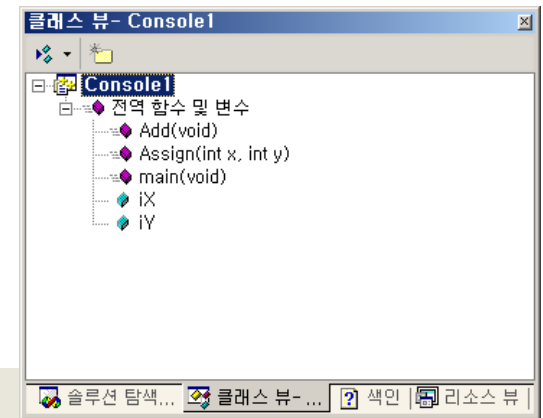 클래스 뷰- Console1
Console1
전역 함수 및 변수
Add(void)
Assign(int x, int y)
main(void)
iX
iY
솔루션 탐색... 클래스 뷰- ... 색인 리소스 뷰